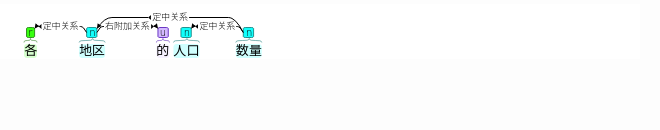 定中关系
定中关系 右附加关系 定中关系
r n u n n
各 地区 的 人口 数量